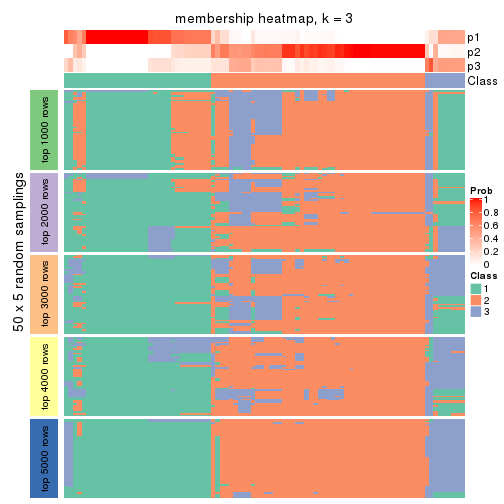 membership heatmap, k = 3
p1
p2
p3
Class
50 x 5 random samplings
top 1000 rows
top 2000 rows
top 3000 rows
top 4000 rows
top 5000 rows
Prob
1
0.8
0.6
0.4
0.2
0
Class
1
2
3